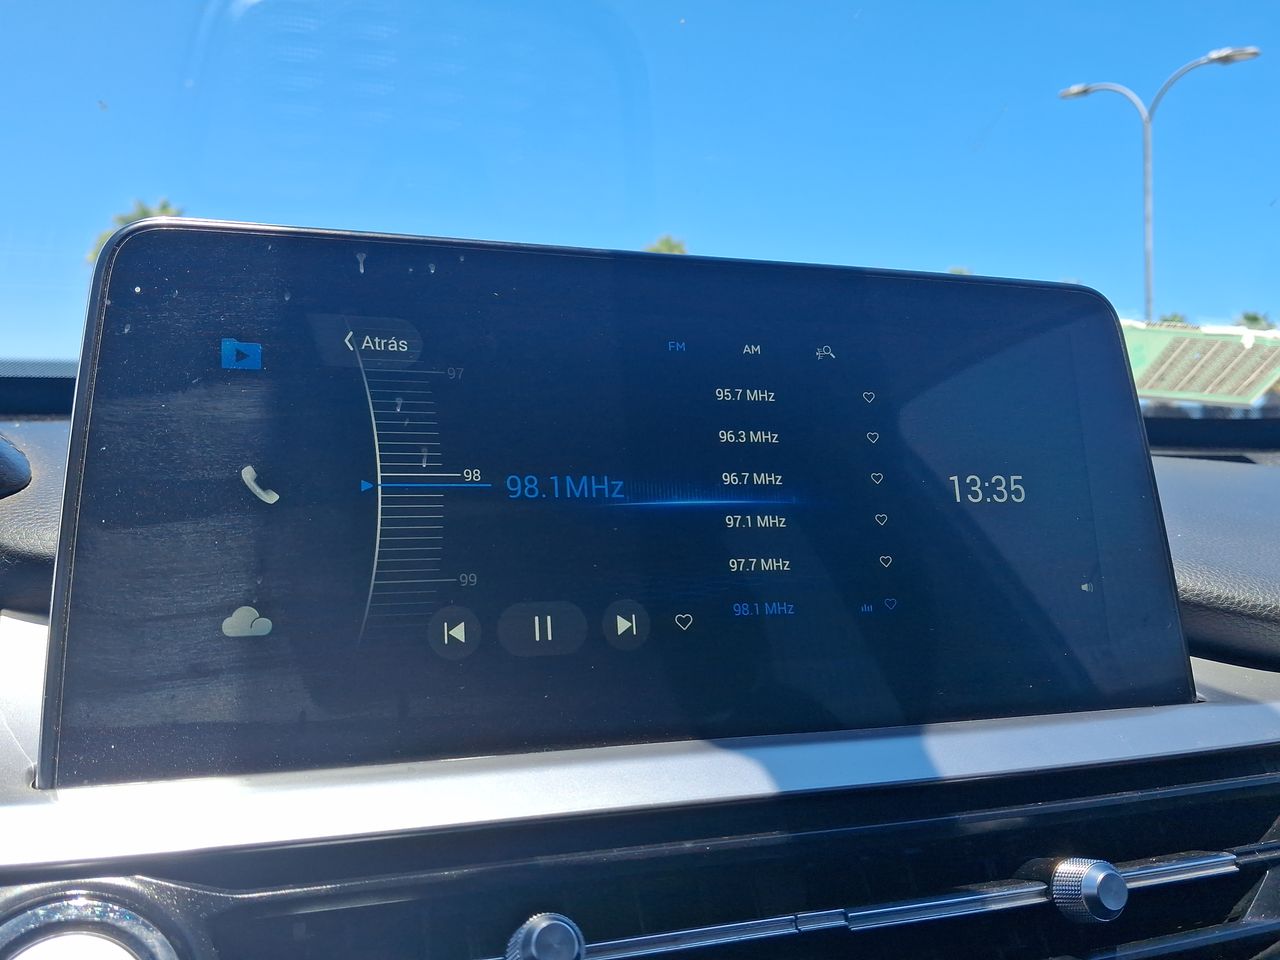 Atrás
FM
AM
97
98
98.1MHz
99
95.7 MHz
96.3 MHz
96.7 MHz
97.1 MHz
97.7 MHz
98.1 MHz
13:35